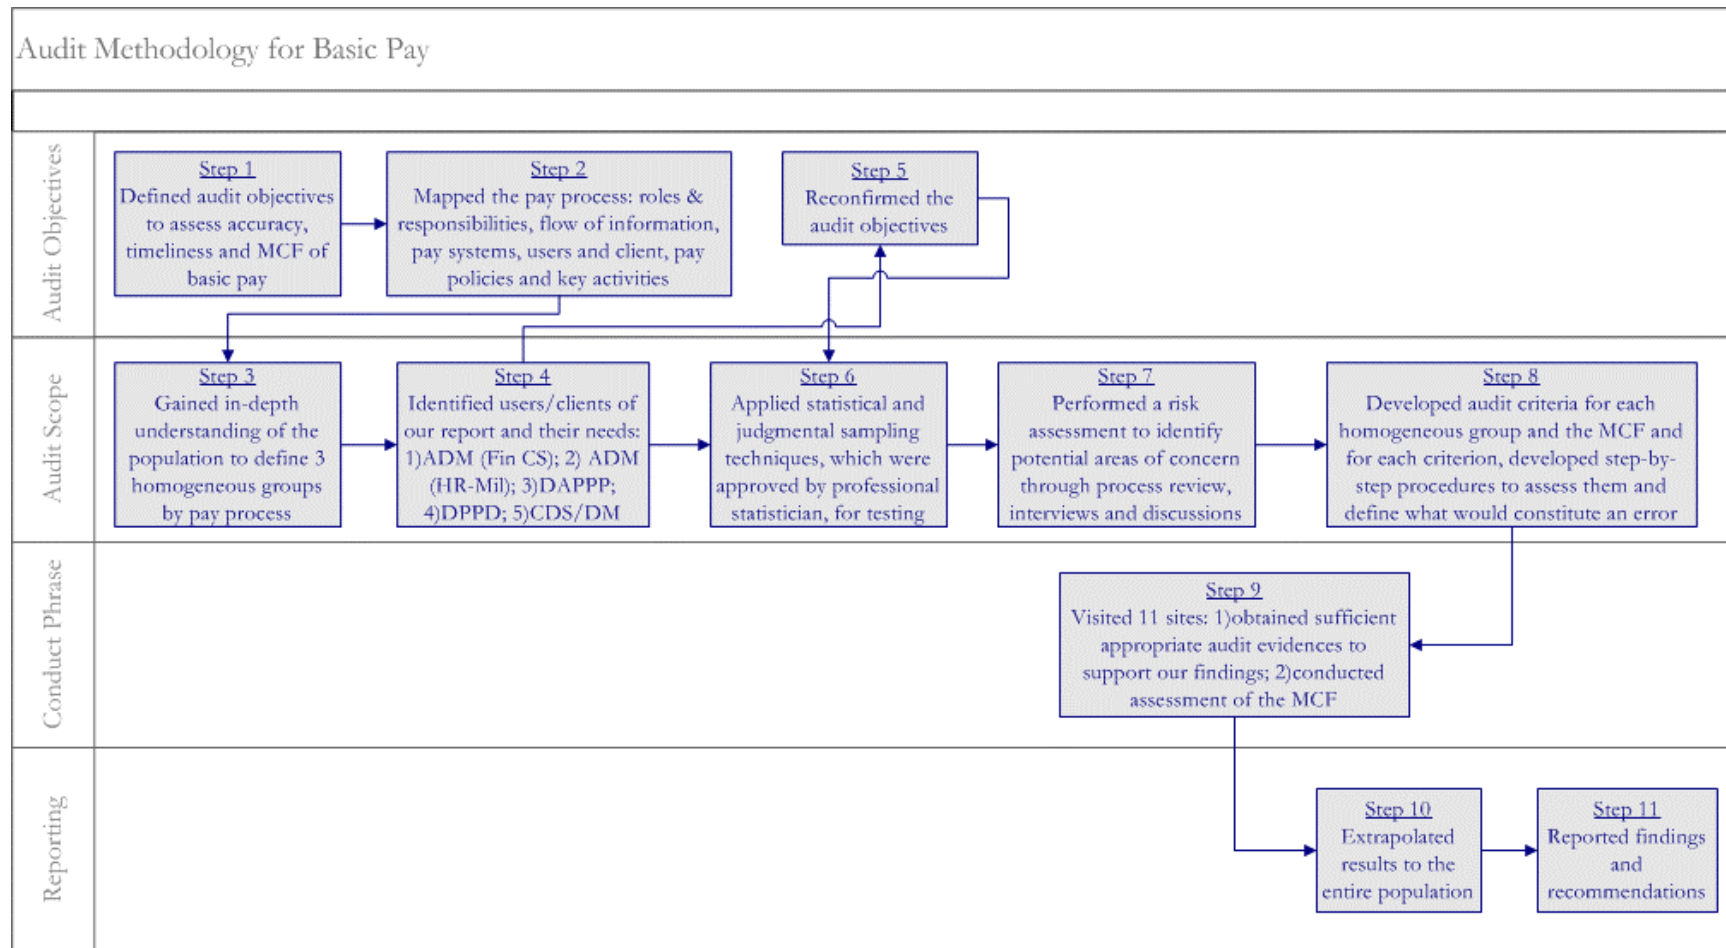 Audit Methodology for Basic Pay
Audit Objectives
Step 1
Defined audit objectives
to assess accuracy,
timeliness and MCF of
basic pay
Step 2
Mapped the pay process: roles &
responsibilities, flow of information,
pay systems, users and client, pay
policies and key activities
Step 5
Reconfirmed the
audit objectives
Audit Scope
Step 3
Gained in-depth
understanding of the
population to define 3
homogeneous groups
by pay process
Step 4
Identified users/clients of
our report and their needs:
1)ADM (Fin CS); 2) ADM
(HR-Mil); 3)DAPPP;
4)DPPD; 5)CDS/DM
Step 6
Applied statistical and
judgmental sampling
techniques, which were
approved by professional
statistician, for testing
Step 7
Performed a risk
assessment to identify
potential areas of concern
through process review,
interviews and discussions
Step 8
Developed audit criteria for each
homogeneous group and the MCF and
for each criterion, developed step-by-
step procedures to assess them and
define what would constitute an error
Conduct Phrase
Step 9
Visited 11 sites: 1)obtained sufficient
appropriate audit evidences to
support our findings; 2)conducted
assessment of the MCF
Reporting
Step 10
Extrapolated
results to the
entire population
Step 11
Reported findings
and
recommendations